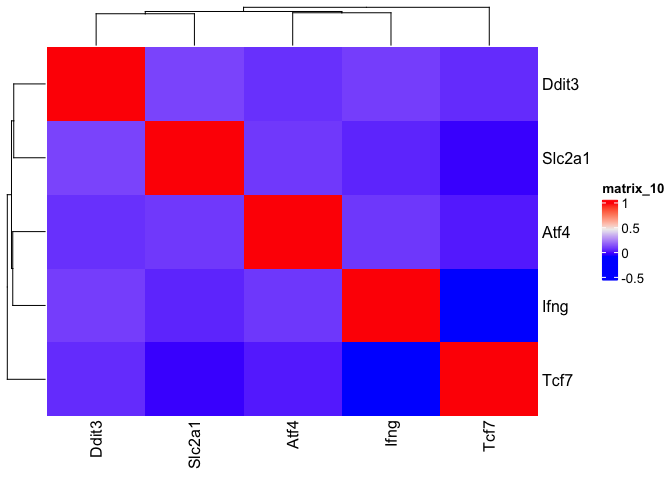 Ddit3
Slc2a1
Atf4
Ifng
Tcf7
matrix_10
1
0.5
0
-0.5
Ddit3
Slc2a1
Atf4
Ifng
Tcf7